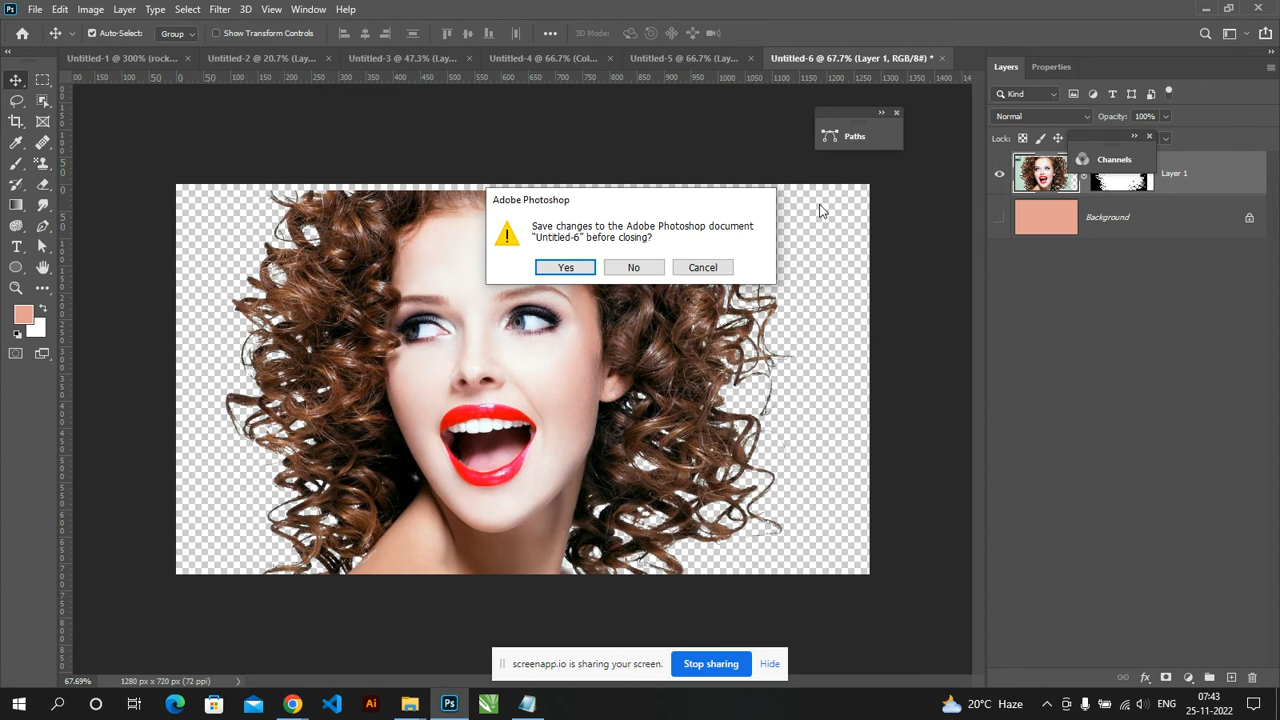 Ps File Edit Image Layer Type Select Filter 3D View Window Help
Auto-Select: Group Show Transform Controls 3D Mode:
Untitled-1 @ 300% (rock... × Untitled-2 @ 20.7% (Lay... × Untitled-3 @ 47.3% (Lay... × Untitled-4 @ 66.7% (Col... × Untitled-5 @ 66.7% (Lay... × Untitled-6 @ 67.7% (Layer 1, RGB/8#) * ×
Layers Properties
Kind
Normal Opacity: 100%
Lock:
Paths
Channels
Layer 1
Background
Adobe Photoshop
Save changes to the Adobe Photoshop document
“Untitled-6” before closing?
Yes No Cancel
screenapp.io is sharing your screen. Stop sharing Hide
67.69% 1280 px x 720 px (72 ppi)
Ai Ps
20°C Haze ENG
07:43
25-11-2022